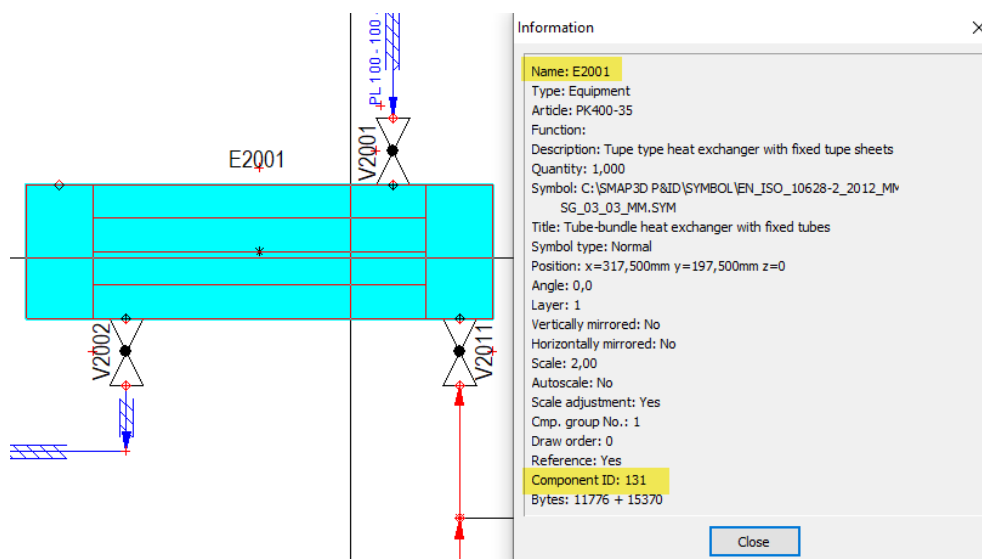 PL 100 - 100 -
V2001
E2001
V2002
V2011
Information
Name: E2001
Type: Equipment
Article: PK400-35
Function:
Description: Tupe type heat exchanger with fixed tupe sheets
Quantity: 1,000
Symbol: C:\SMAP3D P&ID\SYMBOL\EN_ISO_10628-2_2012_MM
SG_03_03_MM.SYM
Title: Tube-bundle heat exchanger with fixed tubes
Symbol type: Normal
Position: x=317,500mm y=197,500mm z=0
Angle: 0,0
Layer: 1
Vertically mirrored: No
Horizontally mirrored: No
Scale: 2,00
Autoscale: No
Scale adjustment: Yes
Cmp. group No.: 1
Draw order: 0
Reference: Yes
Component ID: 131
Bytes: 11776 + 15370
Close